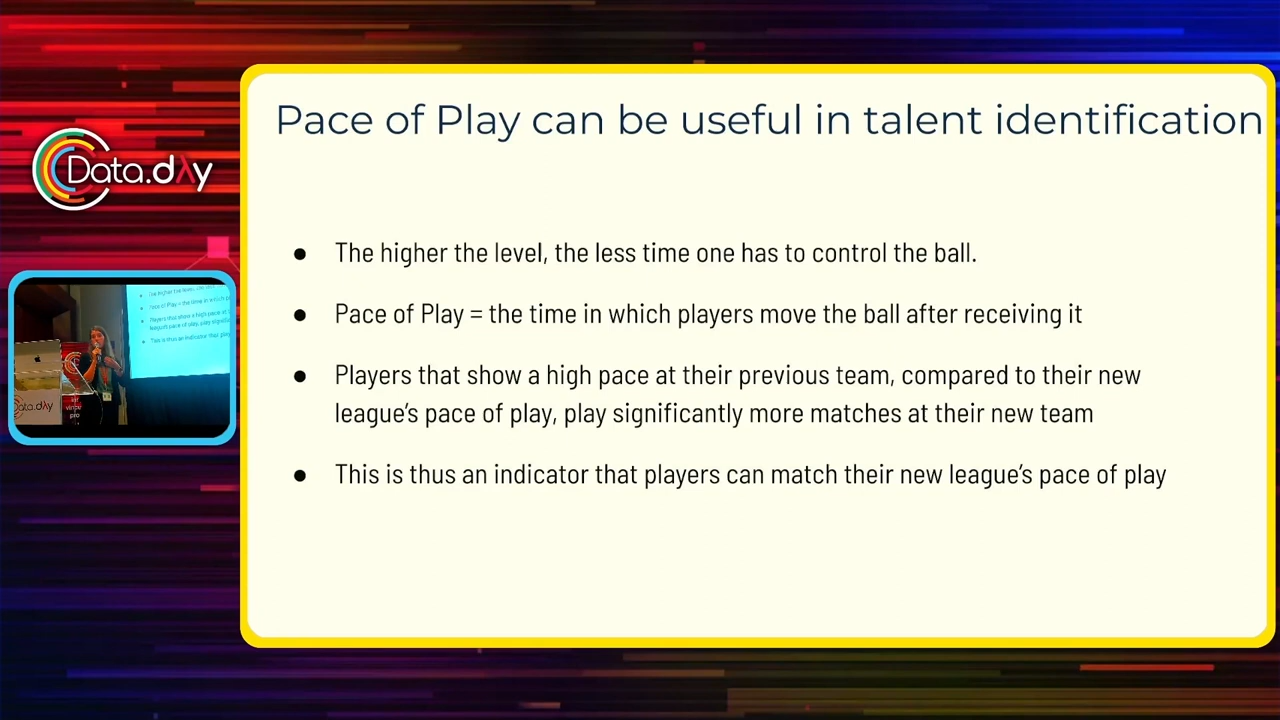 Pace of Play can be useful in talent identification
Data.dλy
● The higher the level, the less time one has to control the ball.
● Pace of Play = the time in which players move the ball after receiving it
● Players that show a high pace at their previous team, compared to their new
league's pace of play, play significantly more matches at their new team
● This is thus an indicator that players can match their new league's pace of play